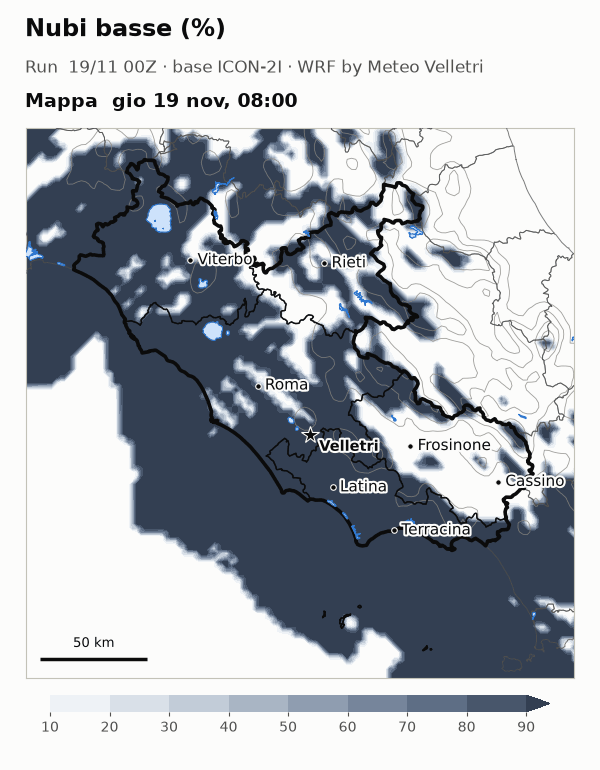 Nubi basse (%)
Run  19/11 00Z · base ICON-2I · WRF by Meteo Velletri
Mappa  gio 19 nov, 08:00
Viterbo
Rieti
Roma
Velletri
Frosinone
Cassino
Latina
Terracina
50 km
10 20 30 40 50 60 70 80 90